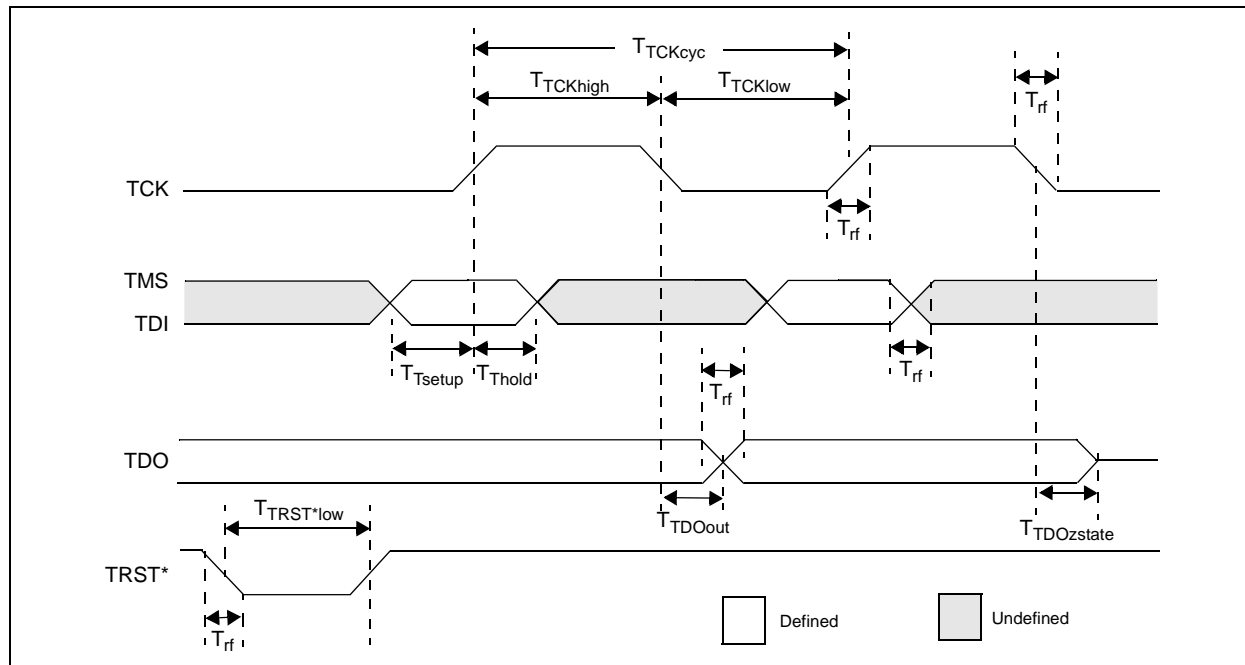 TTCKcyc
TTCKhigh
TTCKlow
Trf
TCK
Trf
TMS
TDI
TTsetup
TThold
Trf
Trf
TDO
TTRST*low
TTDOout
TTDOzstate
TRST*
Trf
Defined
Undefined